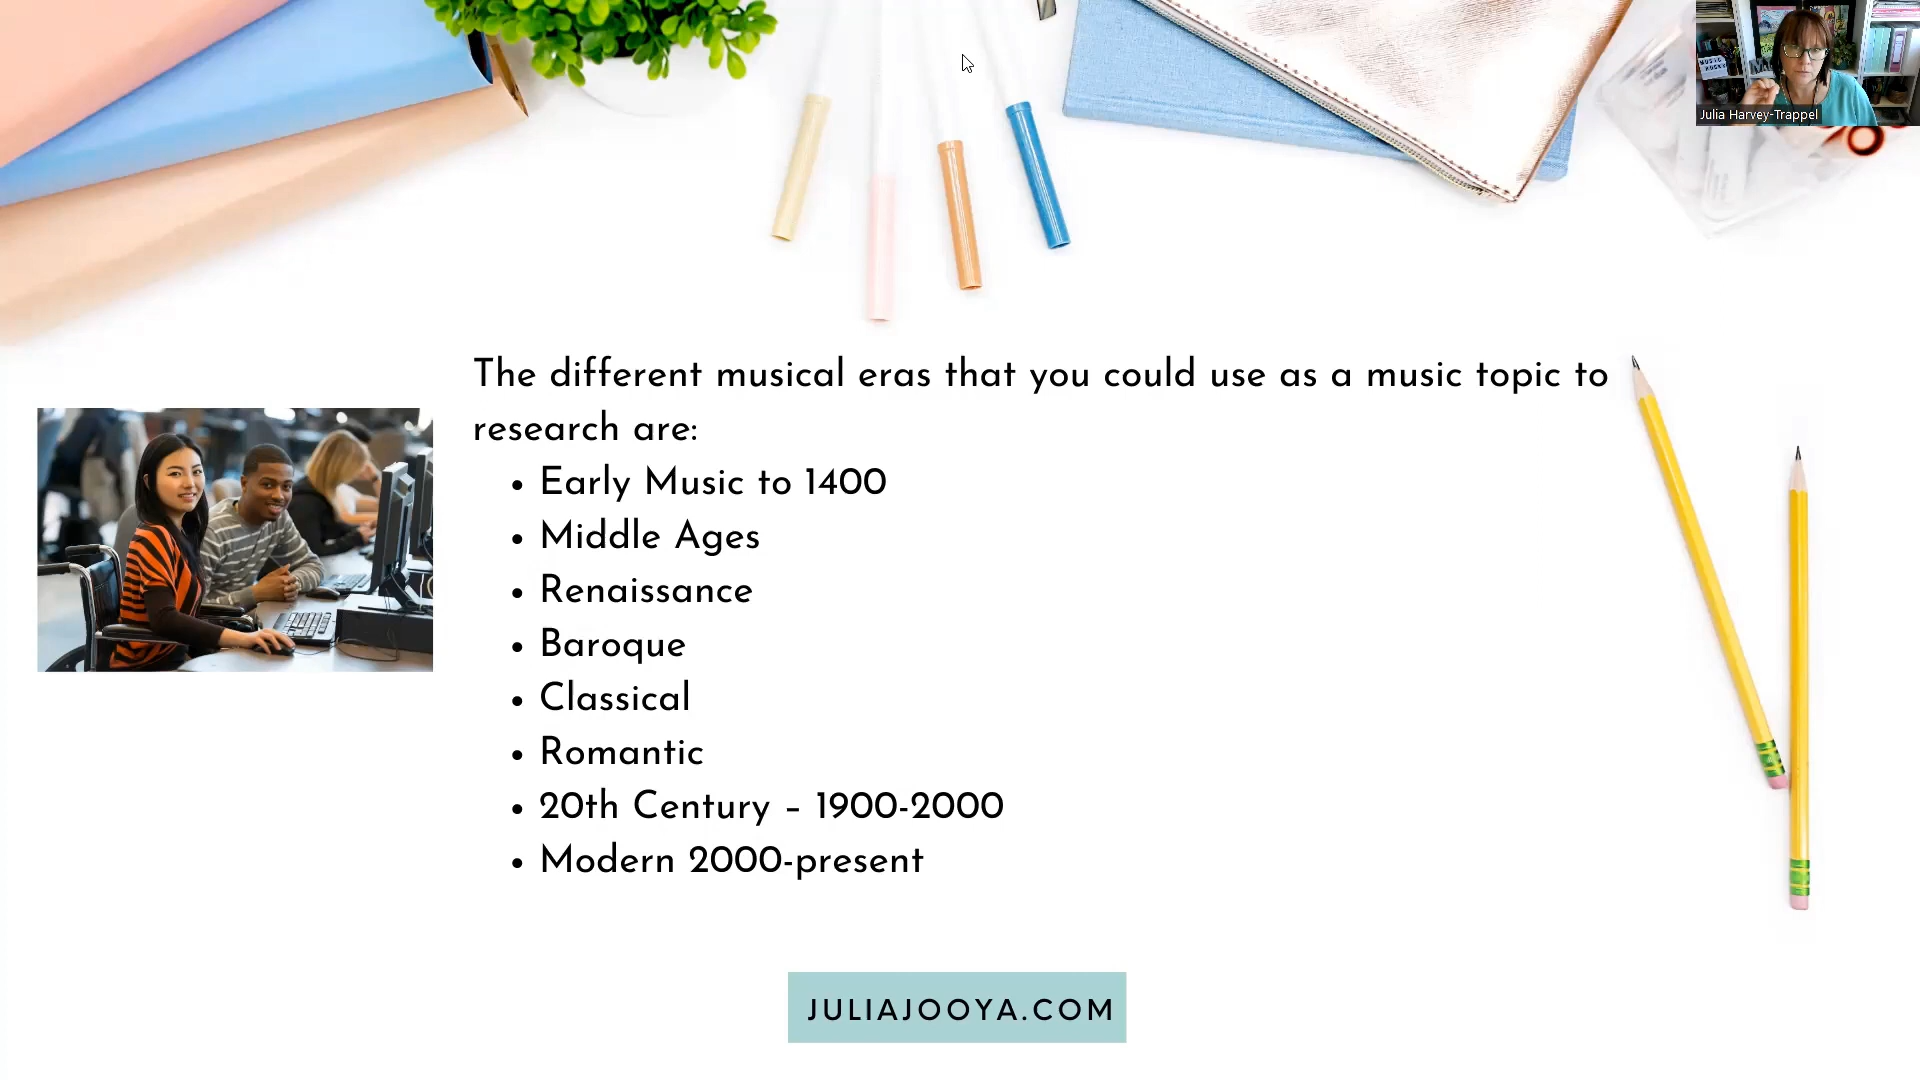 Julia Harvey-Trappel
The different musical eras that you could use as a music topic to
research are:
• Early Music to 1400
• Middle Ages
• Renaissance
• Baroque
• Classical
• Romantic
• 20th Century – 1900-2000
• Modern 2000-present
JULIAJOOYA.COM